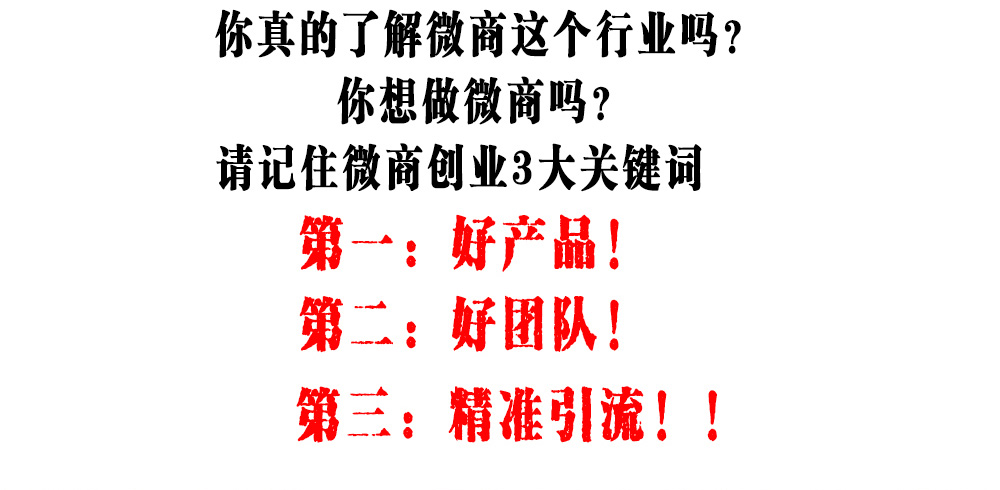 你真的了解微商这个行业吗？
你想做微商吗？
请记住微商创业3大关键词
第一：好产品！
第二：好团队！
第三：精准引流！！